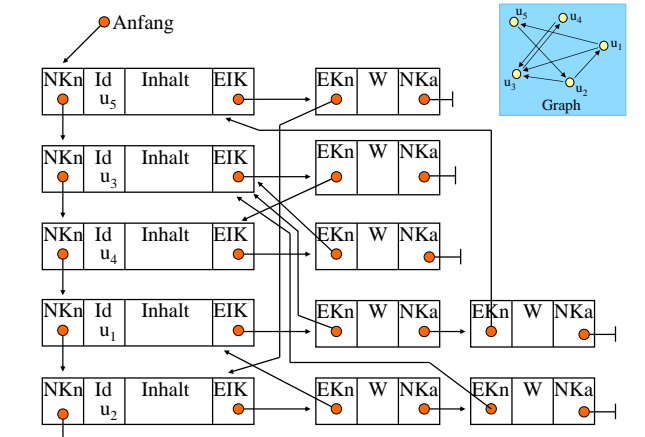 Anfang
NKn Id Inhalt EIK EKn W NKa
u5
NKn Id Inhalt EIK EKn W NKa
u3
NKn Id Inhalt EIK EKn W NKa
u4
NKn Id Inhalt EIK EKn W NKa EKn W NKa
u1
NKn Id Inhalt EIK EKn W NKa EKn W NKa
u2
u5 u4
u1
u3 u2
Graph